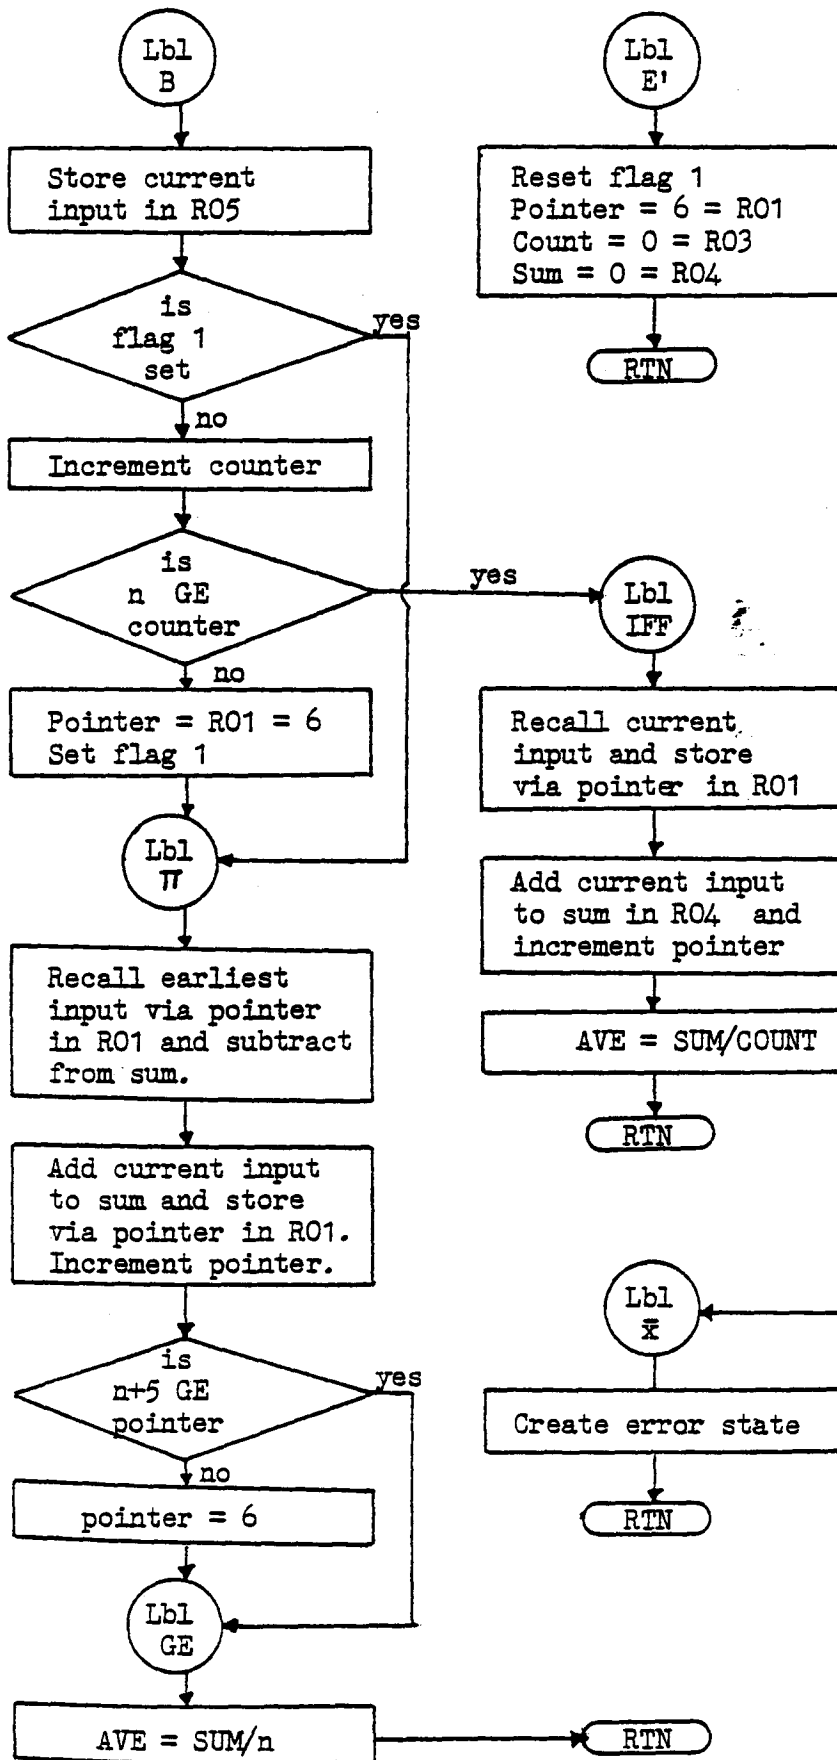 Lbl
B
Store current
input in R05
is
flag 1
set
yes
no
Increment counter
is
n GE
counter
yes
no
Pointer = R01 = 6
Set flag 1
Lbl
π
Recall earliest
input via pointer
in R01 and subtract
from sum.
Add current input
to sum and store
via pointer in R01.
Increment pointer.
is
n+5 GE
pointer
yes
no
pointer = 6
Lbl
GE
AVE = SUM/n
RTN
Lbl
E'
Reset flag 1
Pointer = 6 = R01
Count = 0 = R03
Sum = 0 = R04
RTN
Lbl
IFF
Recall current
input and store
via pointer in R01
Add current input
to sum in R04 and
increment pointer
AVE = SUM/COUNT
RTN
Lbl
x̄
Create error state
RTN